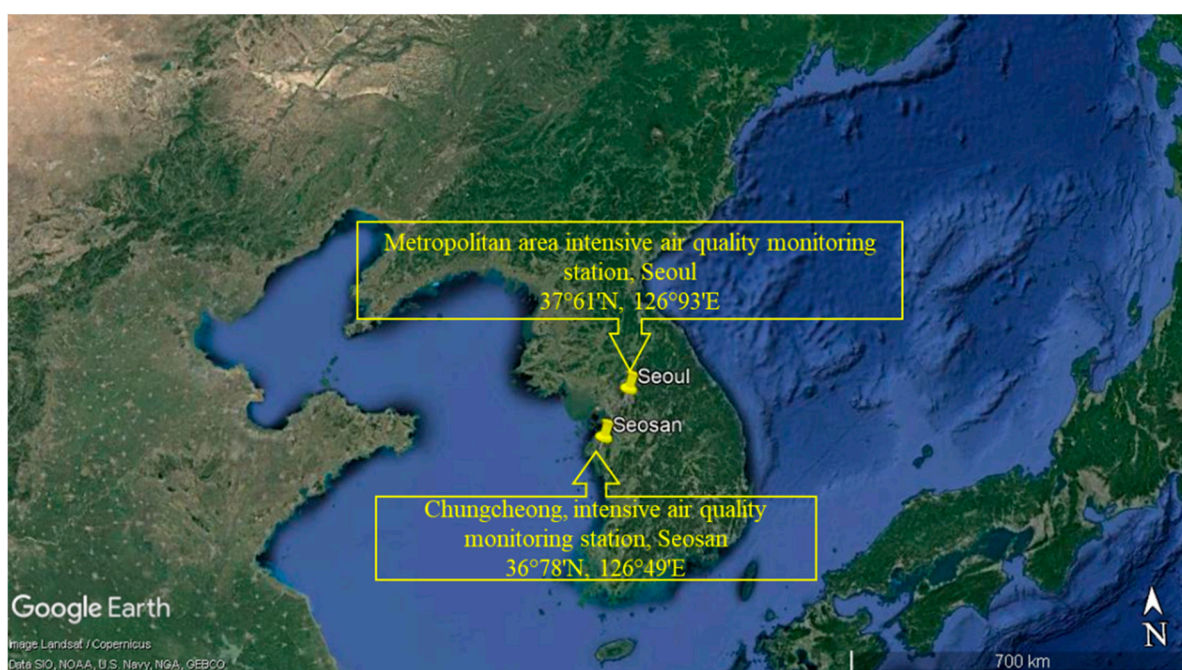 Metropolitan area intensive air quality monitoring
station, Seoul
37°61'N, 126°93'E
Seoul
Seosan
Chungcheong, intensive air quality
monitoring station, Seosan
36°78'N, 126°49'E
Google Earth
Image Landsat / Copernicus
Data SIO, NOAA, U.S. Navy, NGA, GEBCO
N
700 km